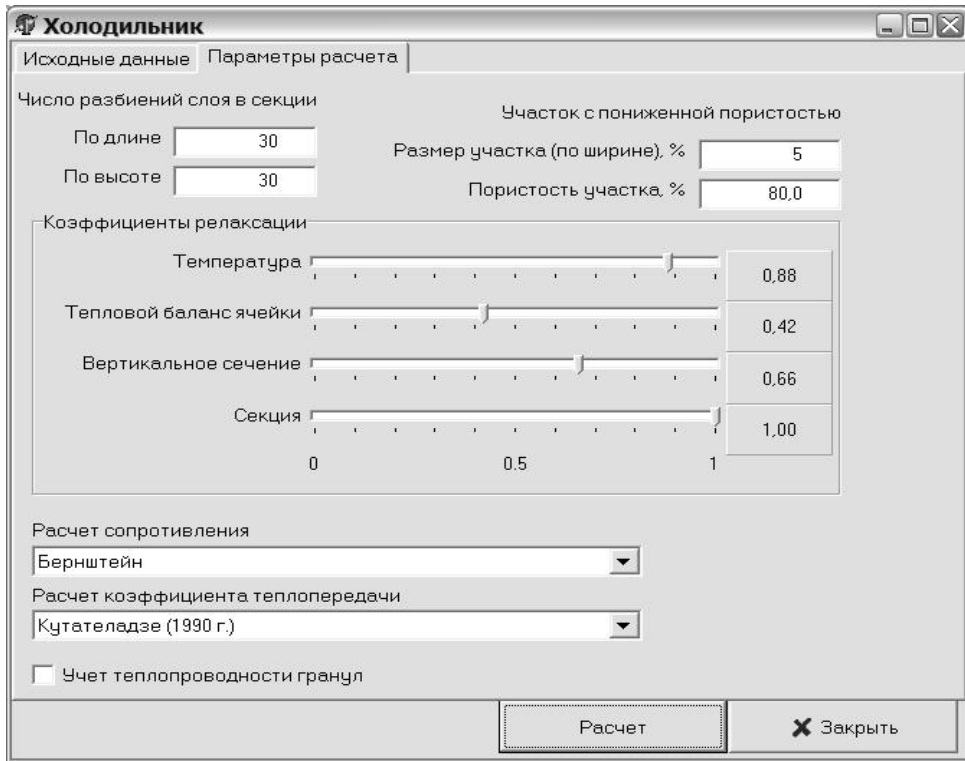 Холодильник
Исходные данные Параметры расчета
Число разбиений слоя в секции
По длине 30
По высоте 30
Участок с пониженной пористостью
Размер участка (по ширине), % 5
Пористость участка, % 80,0
Коэффициенты релаксации
Температура 0,88
Тепловой баланс ячейки 0,42
Вертикальное сечение 0,66
Секция 1,00
0 0.5 1
Расчет сопротивления
Бернштейн
Расчет коэффициента теплопередачи
Кутателадзе (1990 г.)
Учет теплопроводности гранул
Расчет Закрыть